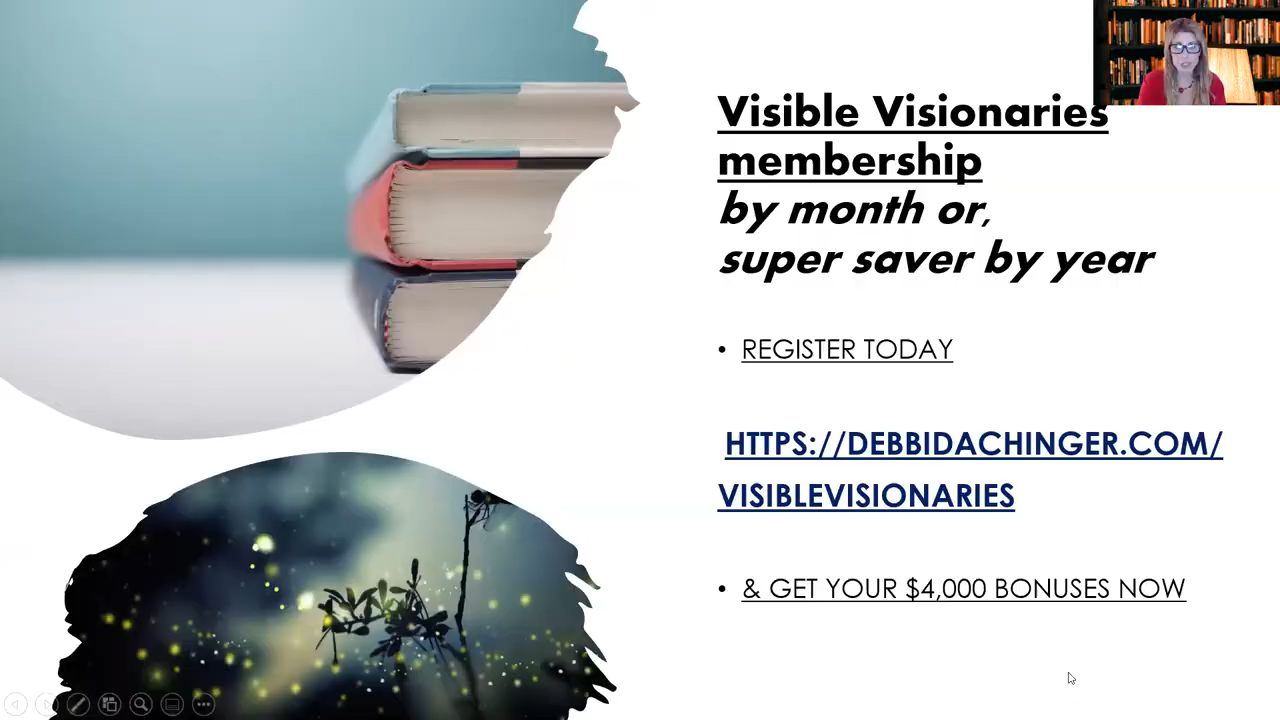 Visible Visionaries
membership
by month or,
super saver by year
• REGISTER TODAY
HTTPS://DEBBIDACHINGER.COM/
VISIBLEVISIONARIES
• & GET YOUR $4,000 BONUSES NOW